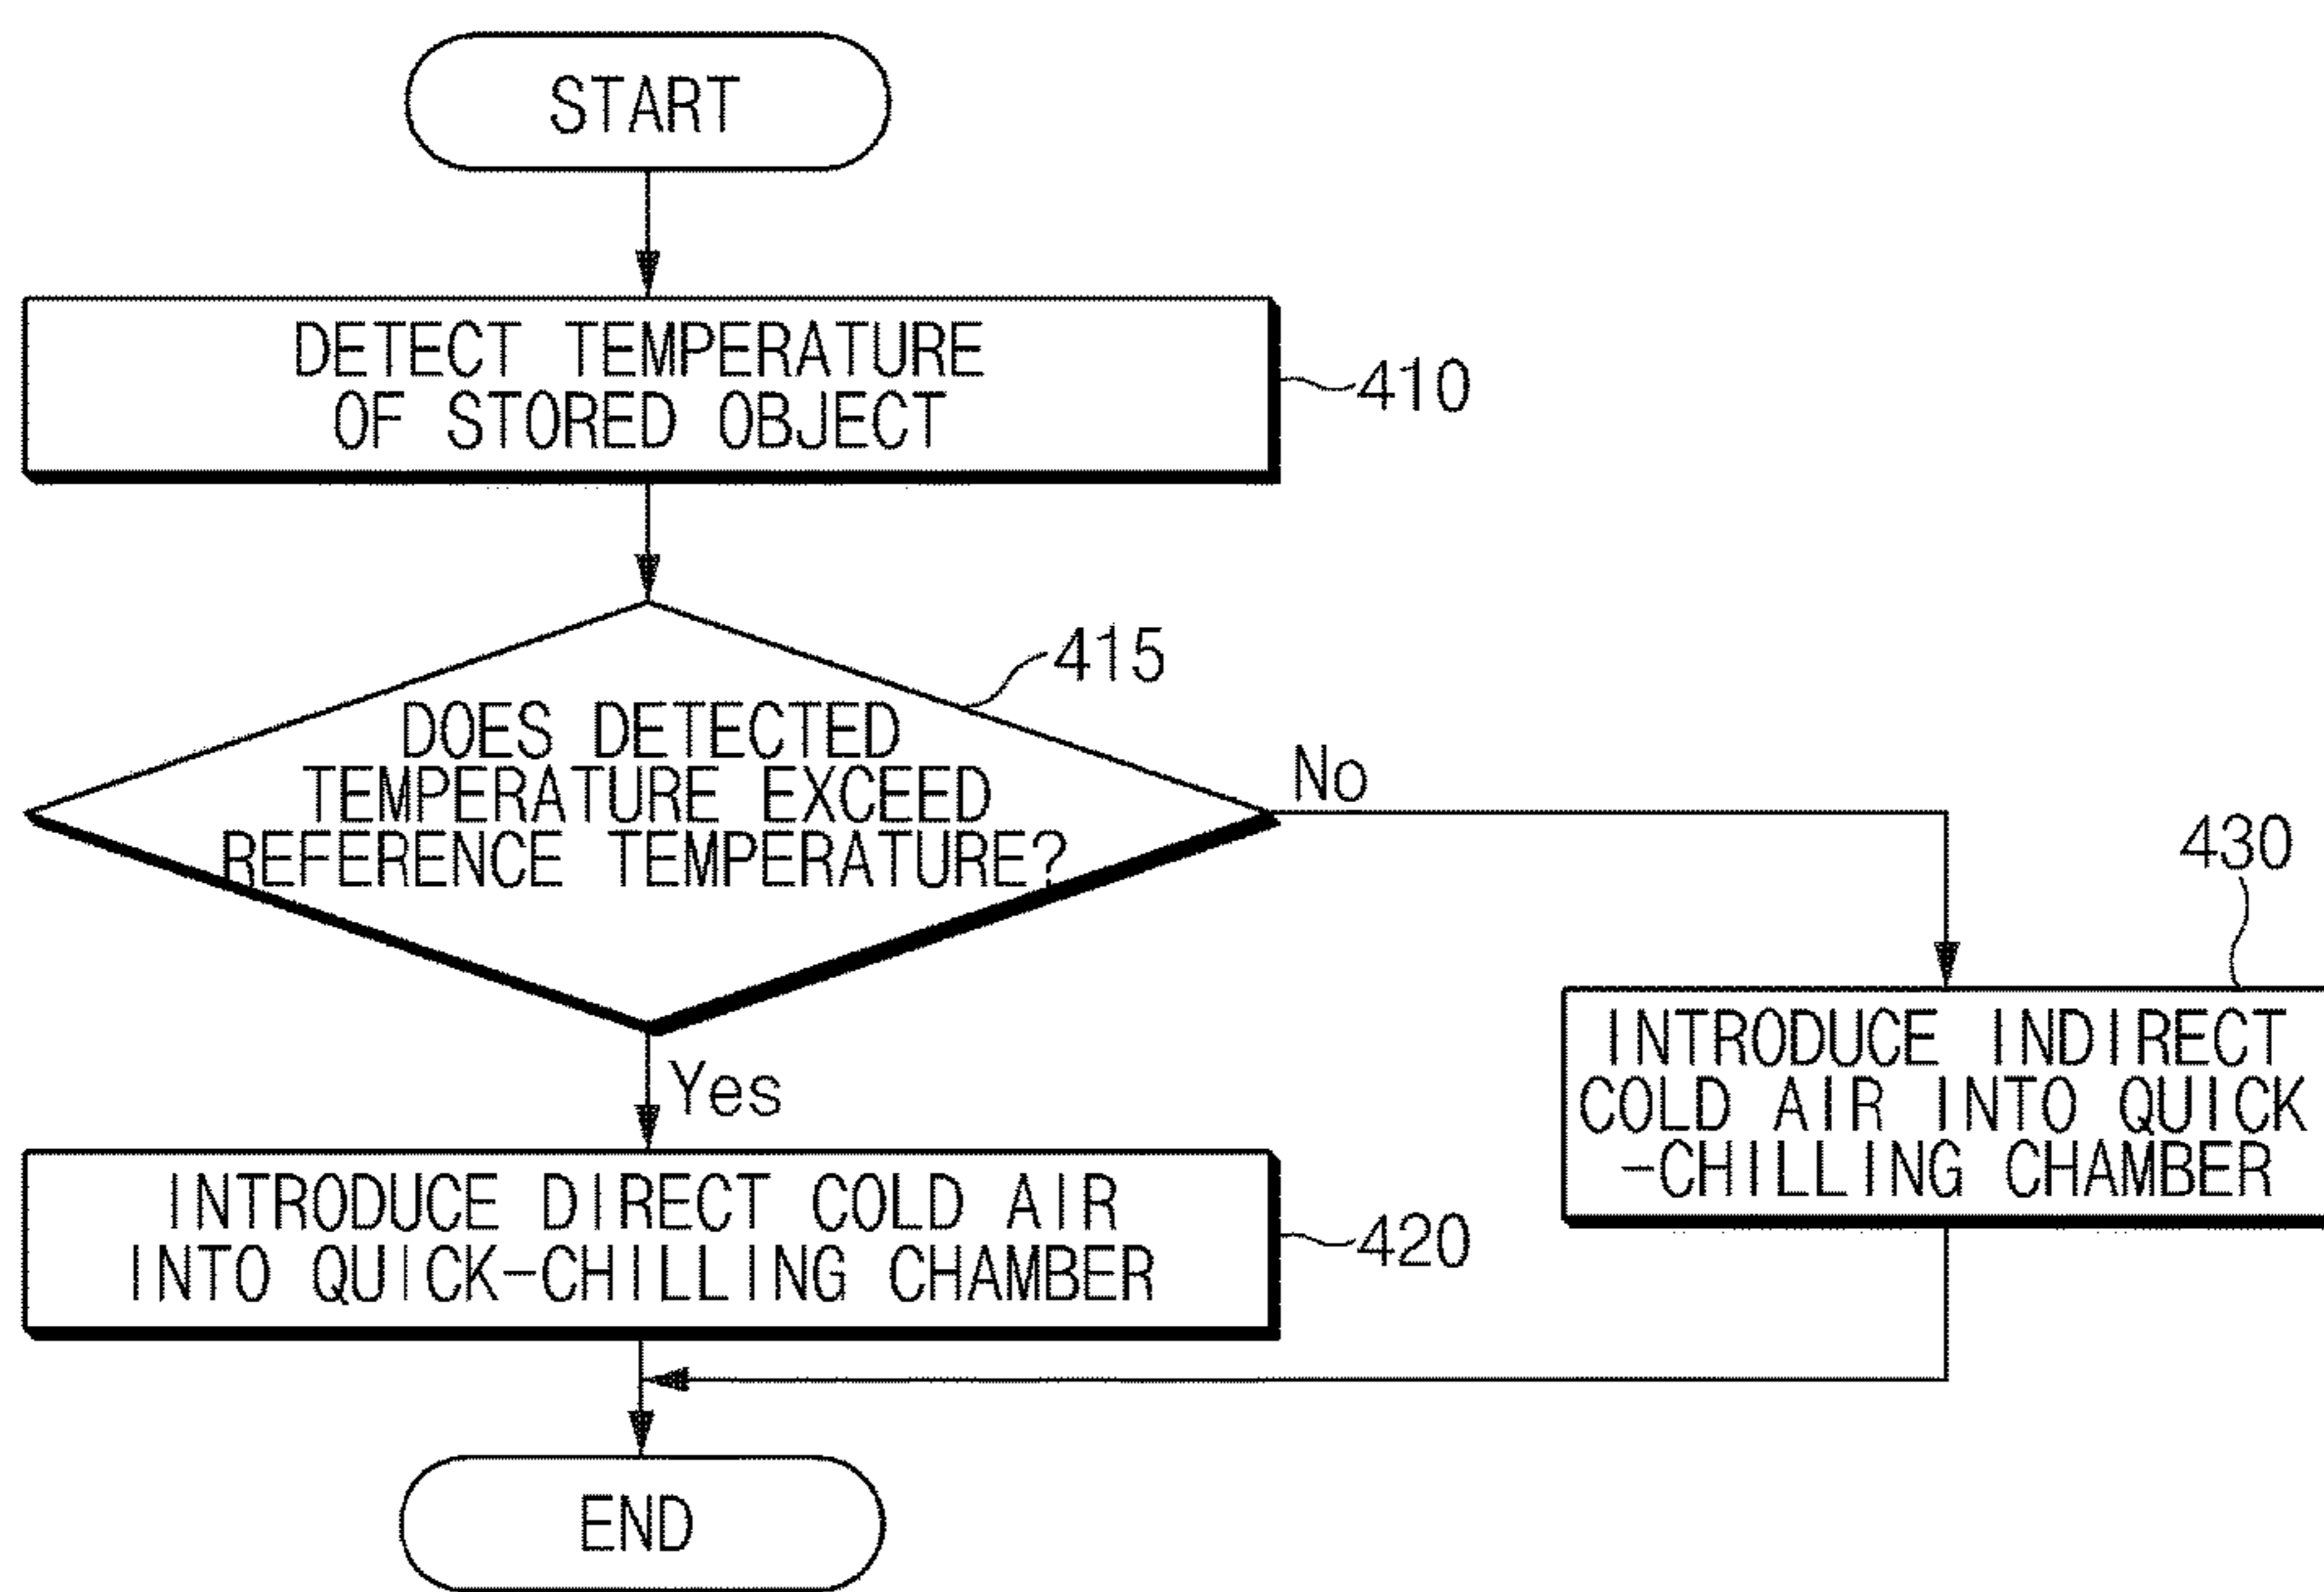 START
DETECT TEMPERATURE
OF STORED OBJECT
410
415
DOES DETECTED
TEMPERATURE EXCEED
REFERENCE TEMPERATURE?
No
430
Yes
INTRODUCE INDIRECT
COLD AIR INTO QUICK
-CHILLING CHAMBER
INTRODUCE DIRECT COLD AIR
INTO QUICK-CHILLING CHAMBER
420
END